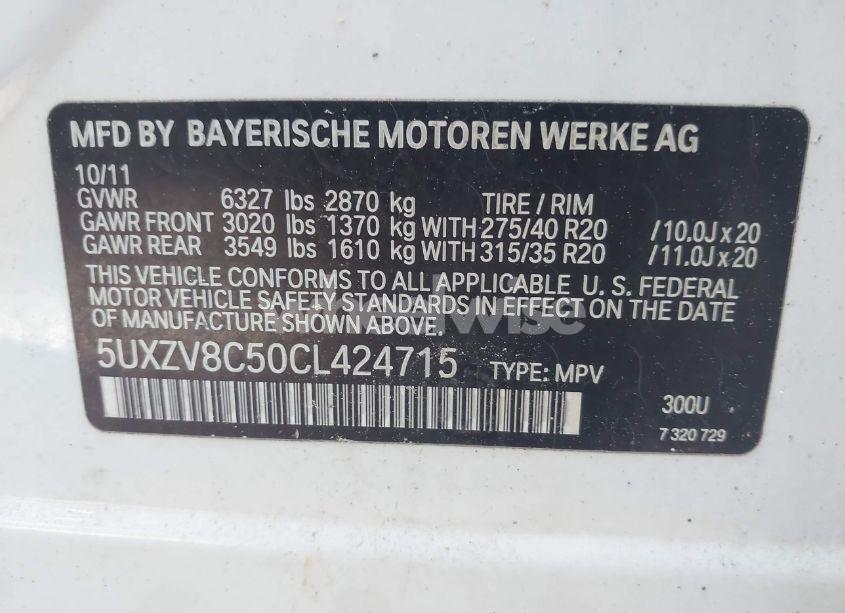 MFD BY BAYERISCHE MOTOREN WERKE AG
10/11
GVWR 6327 lbs 2870 kg TIRE / RIM
GAWR FRONT 3020 lbs 1370 kg WITH 275/40 R20 /10.0J x 20
GAWR REAR 3549 lbs 1610 kg WITH 315/35 R20 /11.0J x 20
THIS VEHICLE CONFORMS TO ALL APPLICABLE U. S. FEDERAL
MOTOR VEHICLE SAFETY STANDARDS IN EFFECT ON THE DATE
OF MANUFACTURE SHOWN ABOVE.
5UXZV8C50CL424715 TYPE: MPV
300U
7 320 729